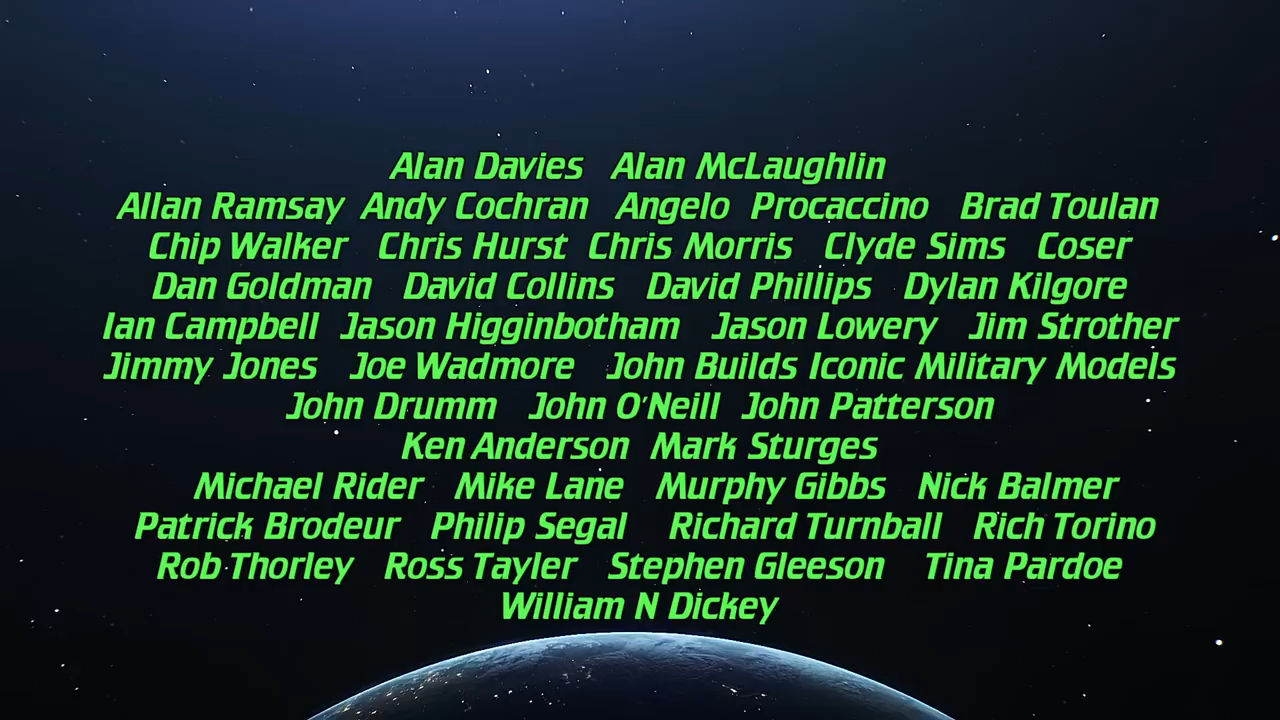 Alan Davies Alan McLaughlin
Allan Ramsay Andy Cochran Angelo Procaccino Brad Toulan
Chip Walker Chris Hurst Chris Morris Clyde Sims Coser
Dan Goldman David Collins David Phillips Dylan Kilgore
Ian Campbell Jason Higginbotham Jason Lowery Jim Strother
Jimmy Jones Joe Wadmore John Builds Iconic Military Models
John Drumm John O'Neill John Patterson
Ken Anderson Mark Sturges
Michael Rider Mike Lane Murphy Gibbs Nick Balmer
Patrick Brodeur Philip Segal Richard Turnball Rich Torino
Rob Thorley Ross Tayler Stephen Gleeson Tina Pardoe
William N Dickey